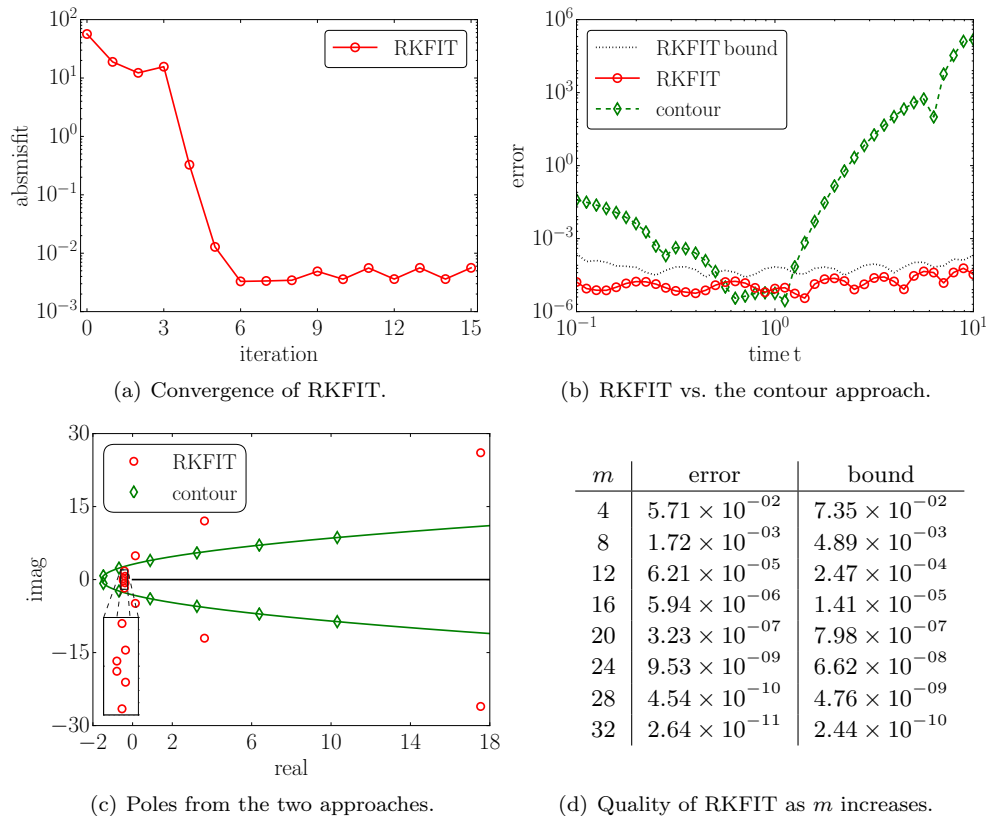 10^2
10^1
10^0
10^−1
10^−2
10^−3
absmisfit
RKFIT
0 3 6 9 12 15
iteration
(a) Convergence of RKFIT.
10^6
10^3
10^0
10^−3
10^−6
error
RKFIT bound
RKFIT
contour
10^−1 10^0 10^1
time t
(b) RKFIT vs. the contour approach.
30
15
0
−15
−30
imag
RKFIT
contour
−2 0 2 6 10 14 18
real
(c) Poles from the two approaches.
m error bound
4 5.71 × 10^−02 7.35 × 10^−02
8 1.72 × 10^−03 4.89 × 10^−03
12 6.21 × 10^−05 2.47 × 10^−04
16 5.94 × 10^−06 1.41 × 10^−05
20 3.23 × 10^−07 7.98 × 10^−07
24 9.53 × 10^−09 6.62 × 10^−08
28 4.54 × 10^−10 4.76 × 10^−09
32 2.64 × 10^−11 2.44 × 10^−10
(d) Quality of RKFIT as m increases.